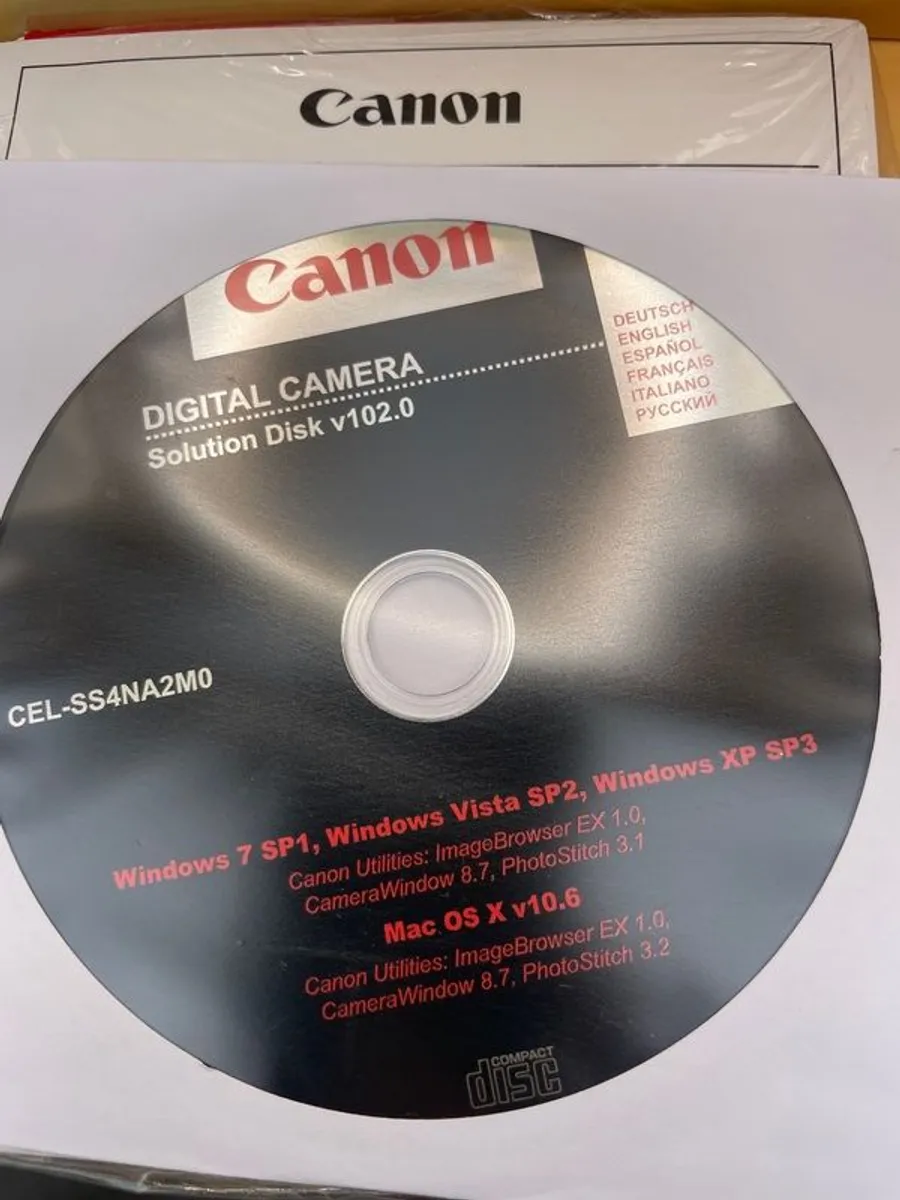 Canon
Canon
DIGITAL CAMERA
Solution Disk v102.0
DEUTSCH
ENGLISH
ESPAÑOL
FRANÇAIS
ITALIANO
РУССКИЙ
CEL-SS4NA2M0
Windows 7 SP1, Windows Vista SP2, Windows XP SP3
Canon Utilities: ImageBrowser EX 1.0,
CameraWindow 8.7, PhotoStitch 3.1
Mac OS X v10.6
Canon Utilities: ImageBrowser EX 1.0,
CameraWindow 8.7, PhotoStitch 3.2
COMPACT
disc